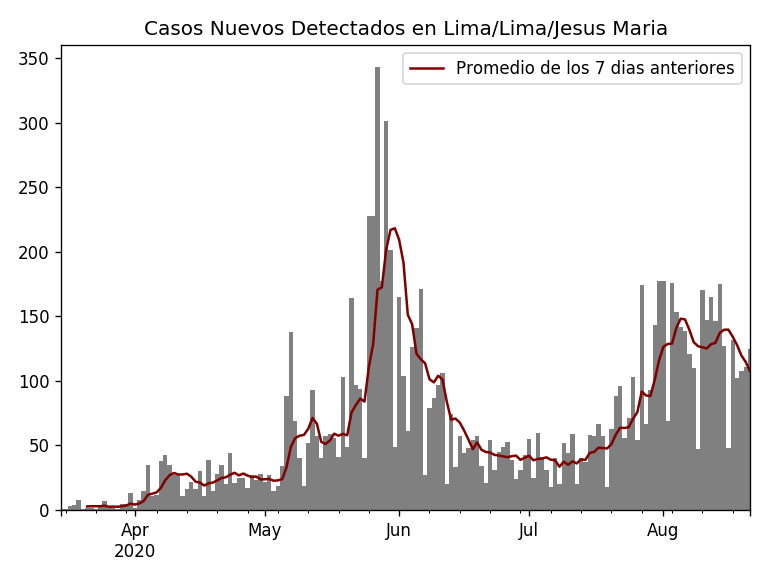 Casos Nuevos Detectados en Lima/Lima/Jesus Maria
Promedio de los 7 dias anteriores
350
300
250
200
150
100
50
0
Apr
2020
May
Jun
Jul
Aug